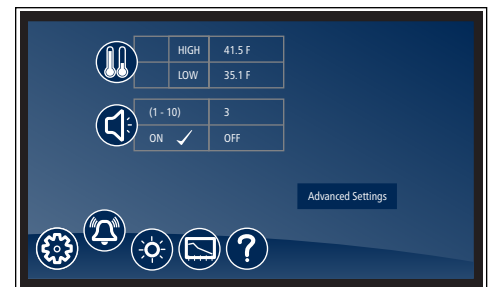 HIGH 41.5 F
LOW 35.1 F
(1 - 10) 3
ON ✓ OFF
Advanced Settings
?